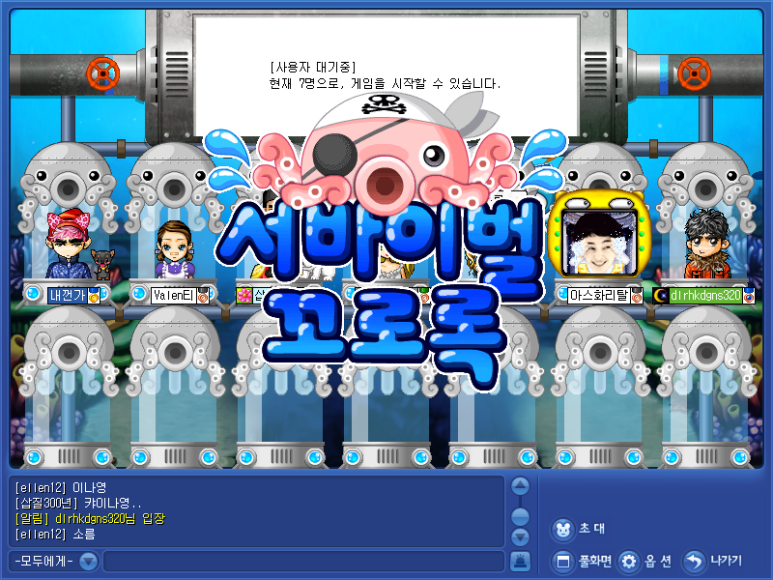 [사용자 대기중]
현재 7명으로, 게임을 시작할 수 있습니다.
서바이벌
꼬로록
내껀가
Valen티
아스화리탈
dlrhkdgns320
[ellen12] 이나영
[삽질300년] 캬이나영..
[알림] dlrhkdgns320님 입장
[ellen12] 소름
-모두에게-
초 대
풀화면
옵 션
나가기